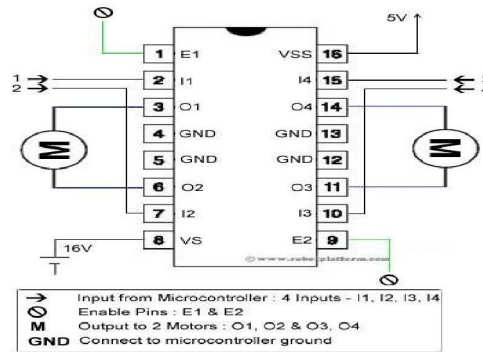 5V
1 E1 VSS 16
1 2 I1 I4 15
2
3 O1 O4 14
4 GND GND 13
M M
5 GND GND 12
6 O2 O3 11
7 I2 I3 10
16V 8 VS E2 9
© www.robotplatform.com
Input from Microcontroller : 4 Inputs - I1, I2, I3, I4
Enable Pins : E1 & E2
M Output to 2 Motors : O1, O2 & O3, O4
GND Connect to microcontroller ground